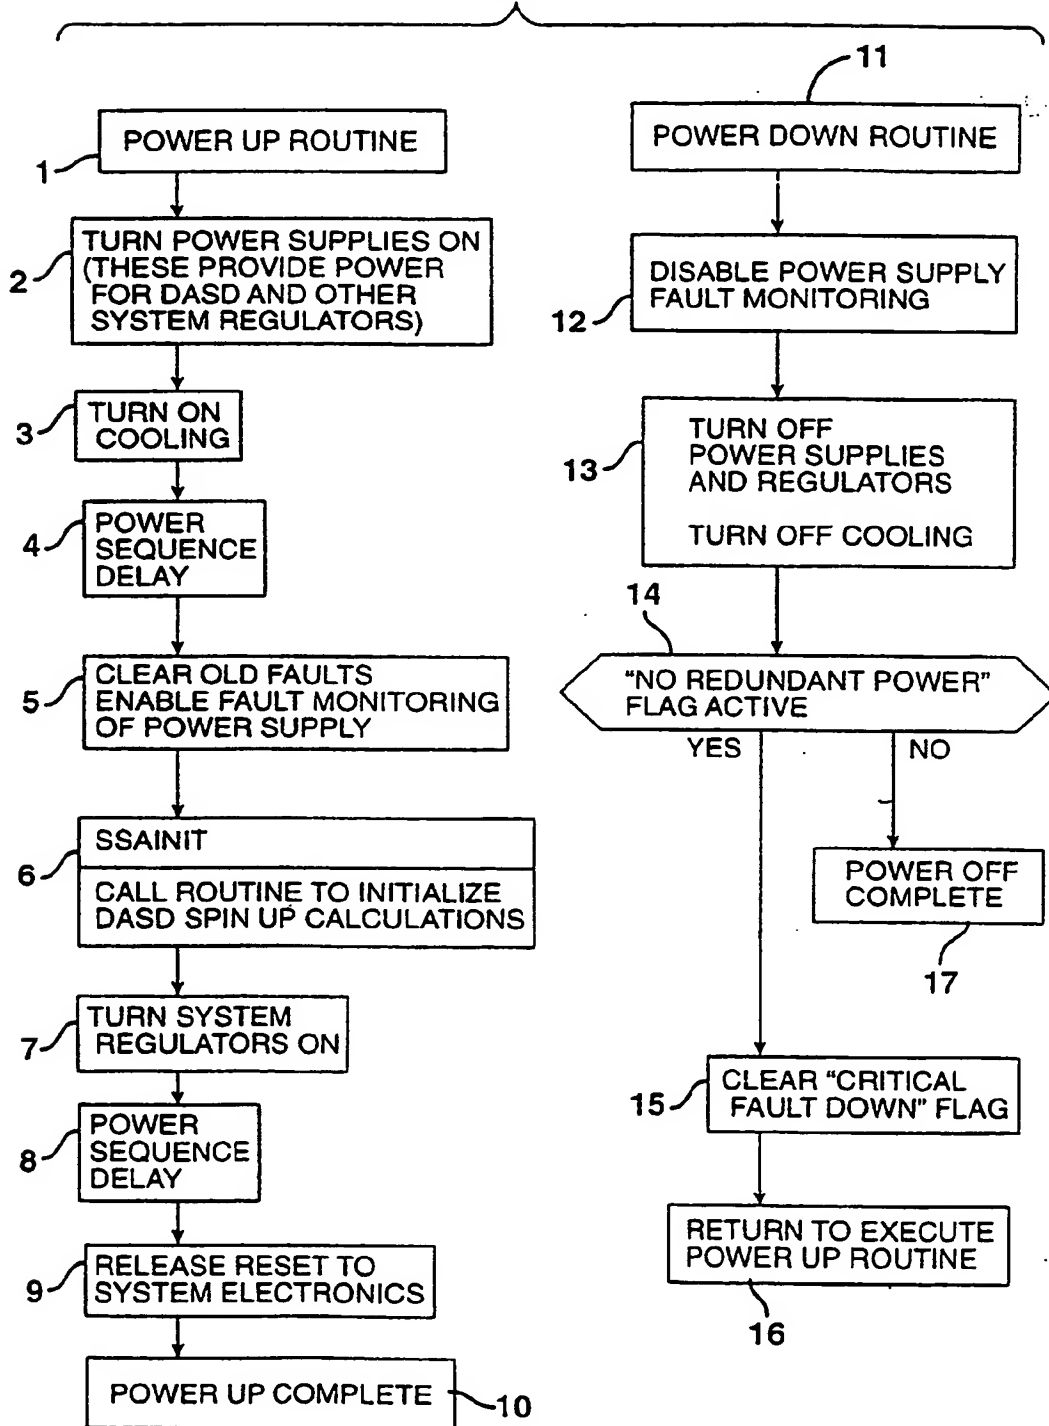 POWER UP ROUTINE
1
TURN POWER SUPPLIES ON
(THESE PROVIDE POWER
FOR DASD AND OTHER
SYSTEM REGULATORS)
2
TURN ON
COOLING
3
POWER
SEQUENCE
DELAY
4
CLEAR OLD FAULTS
ENABLE FAULT MONITORING
OF POWER SUPPLY
5
SSAINIT
6
CALL ROUTINE TO INITIALIZE
DASD SPIN UP CALCULATIONS
TURN SYSTEM
REGULATORS ON
7
POWER
SEQUENCE
DELAY
8
RELEASE RESET TO
SYSTEM ELECTRONICS
9
POWER UP COMPLETE
10
11
POWER DOWN ROUTINE
DISABLE POWER SUPPLY
FAULT MONITORING
12
TURN OFF
POWER SUPPLIES
AND REGULATORS
13
TURN OFF COOLING
14
"NO REDUNDANT POWER"
FLAG ACTIVE
YES
NO
POWER OFF
COMPLETE
17
CLEAR "CRITICAL
FAULT DOWN" FLAG
15
RETURN TO EXECUTE
POWER UP ROUTINE
16